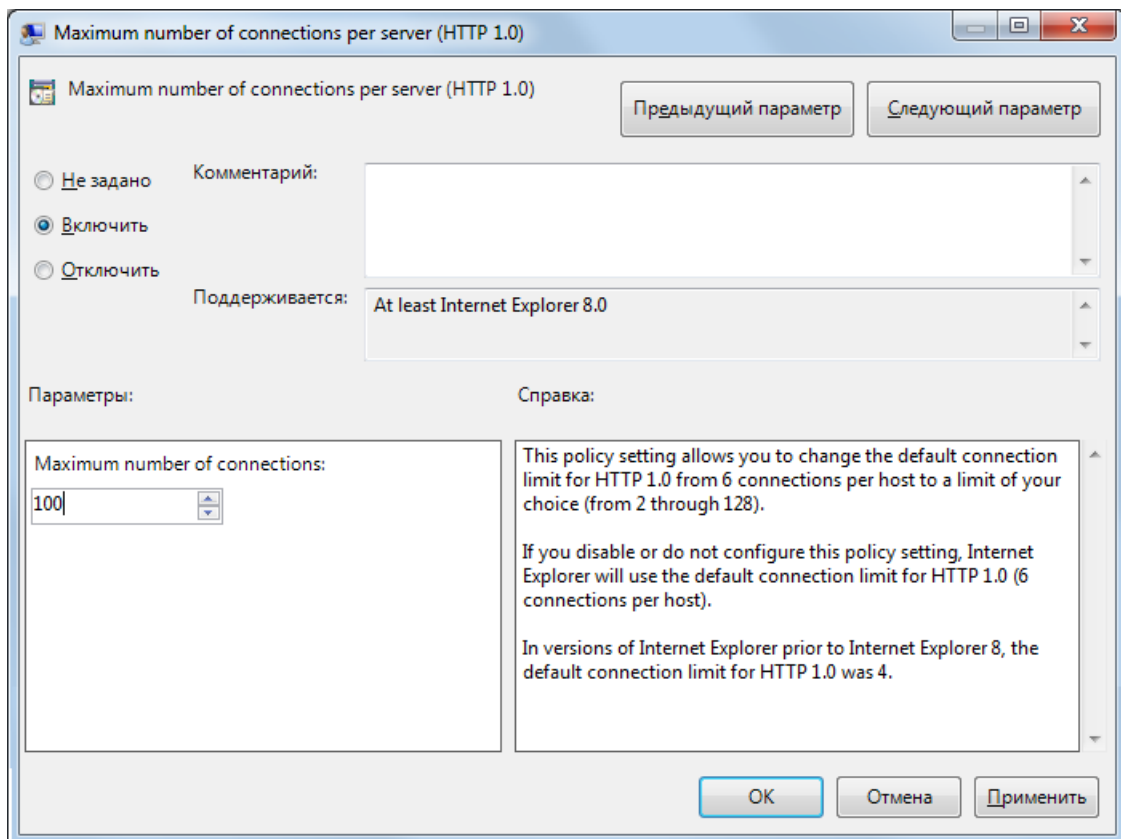 Maximum number of connections per server (HTTP 1.0)
Maximum number of connections per server (HTTP 1.0)
Предыдущий параметр
Следующий параметр
Не задано
Комментарий:
Включить
Отключить
Поддерживается:
At least Internet Explorer 8.0
Параметры:
Справка:
Maximum number of connections:
100
This policy setting allows you to change the default connection
limit for HTTP 1.0 from 6 connections per host to a limit of your
choice (from 2 through 128).
If you disable or do not configure this policy setting, Internet
Explorer will use the default connection limit for HTTP 1.0 (6
connections per host).
In versions of Internet Explorer prior to Internet Explorer 8, the
default connection limit for HTTP 1.0 was 4.
OK
Отмена
Применить